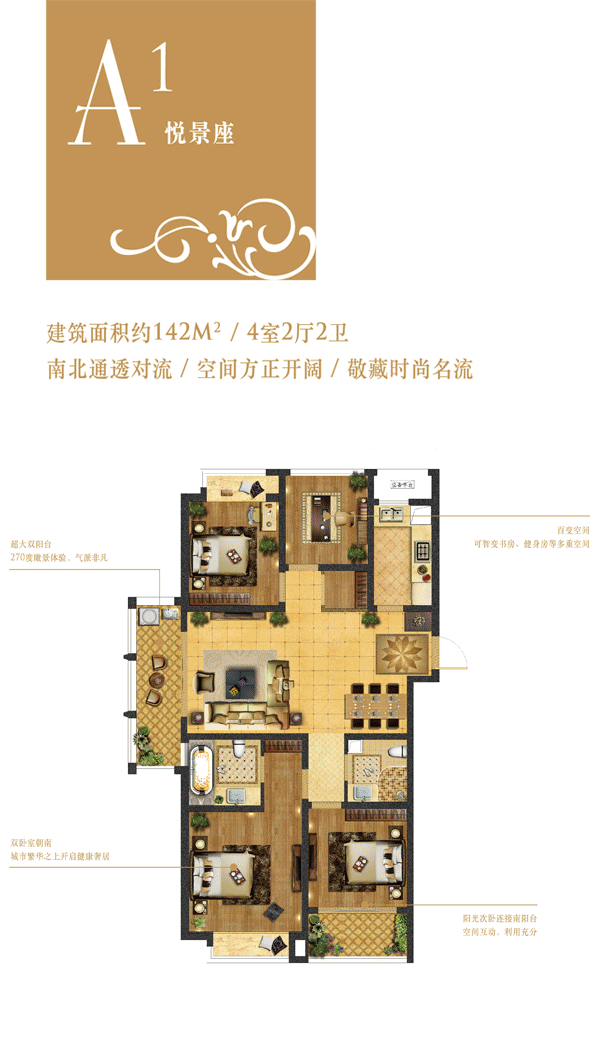 A1
悦景座
建筑面积约142M² / 4室2厅2卫
南北通透对流 / 空间方正开阔 / 敬藏时尚名流
设备平台
百变空间
可智变书房、健身房等多重空间
超大双阳台
270度瞰景体验，气派非凡
双卧室朝南
城市繁华之上开启健康奢居
阳光次卧连接南阳台
空间互动，利用充分